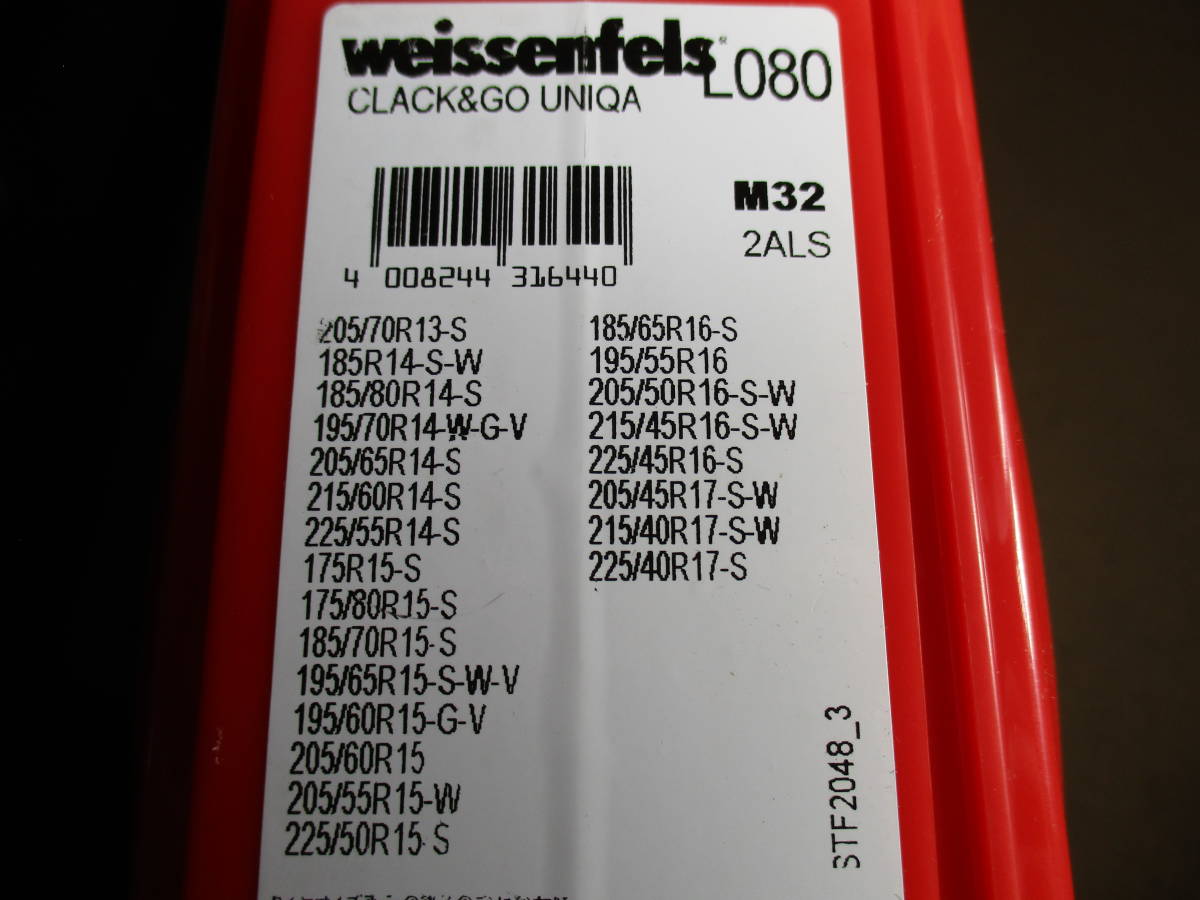 weissenfels®
L080
CLACK&GO UNIQA
M32
2ALS
4 008244 316440
205/70R13-S
185R14-S-W
185/80R14-S
195/70R14-W-G-V
205/65R14-S
215/60R14-S
225/55R14-S
175R15-S
175/80R15-S
185/70R15-S
195/65R15-S-W-V
195/60R15-G-V
205/60R15
205/55R15-W
225/50R15-S
185/65R16-S
195/55R16
205/50R16-S-W
215/45R16-S-W
225/45R16-S
205/45R17-S-W
215/40R17-S-W
225/40R17-S
STF2048_3